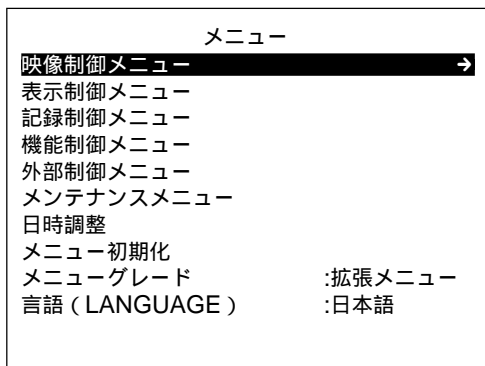 メニュー
映像制御メニュー →
表示制御メニュー
記録制御メニュー
機能制御メニュー
外部制御メニュー
メンテナンスメニュー
日時調整
メニュー初期化
メニューグレード :拡張メニュー
言語（LANGUAGE） :日本語